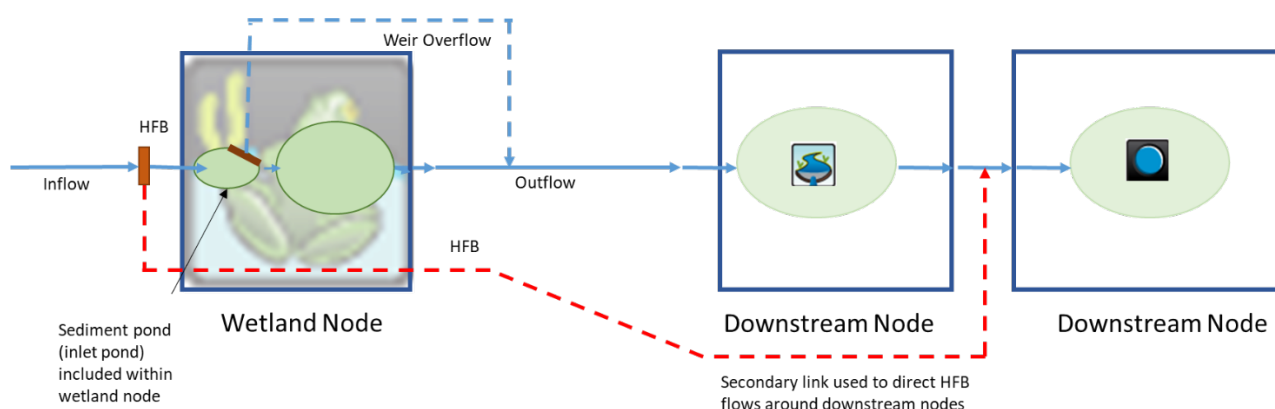 Weir Overflow
HFB
Inflow
Outflow
HFB
Sediment pond
(inlet pond)
included within
wetland node
Wetland Node
Downstream Node
Downstream Node
Secondary link used to direct HFB
flows around downstream nodes